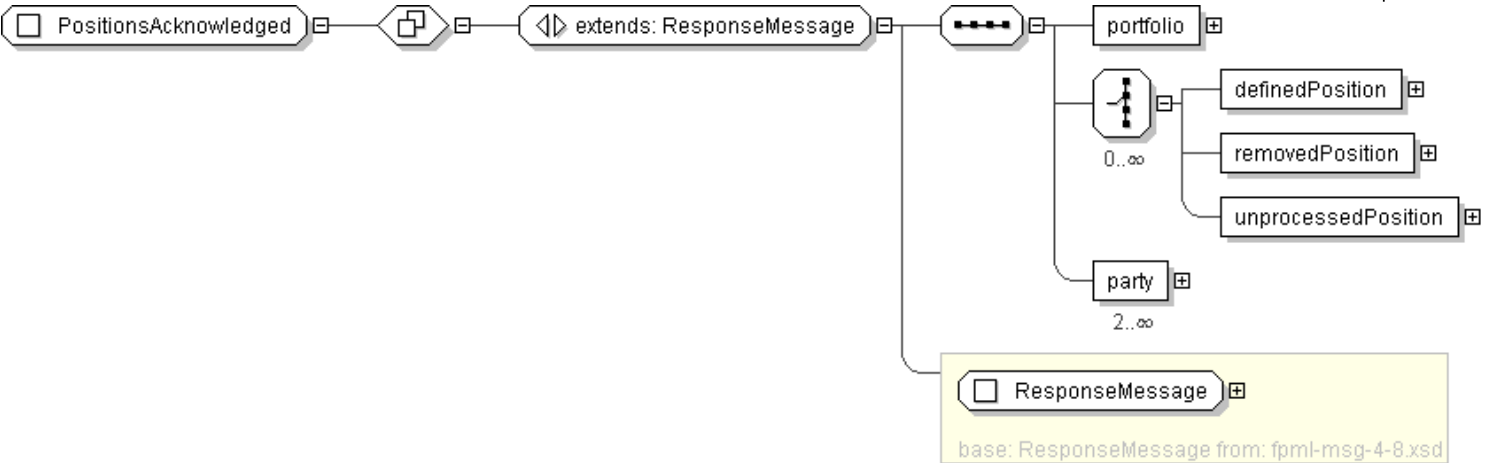 PositionsAcknowledged
extends: ResponseMessage
portfolio
definedPosition
0..∞
removedPosition
unprocessedPosition
party
2..∞
ResponseMessage
base: ResponseMessage from: fpml-msg-4-8.xsd